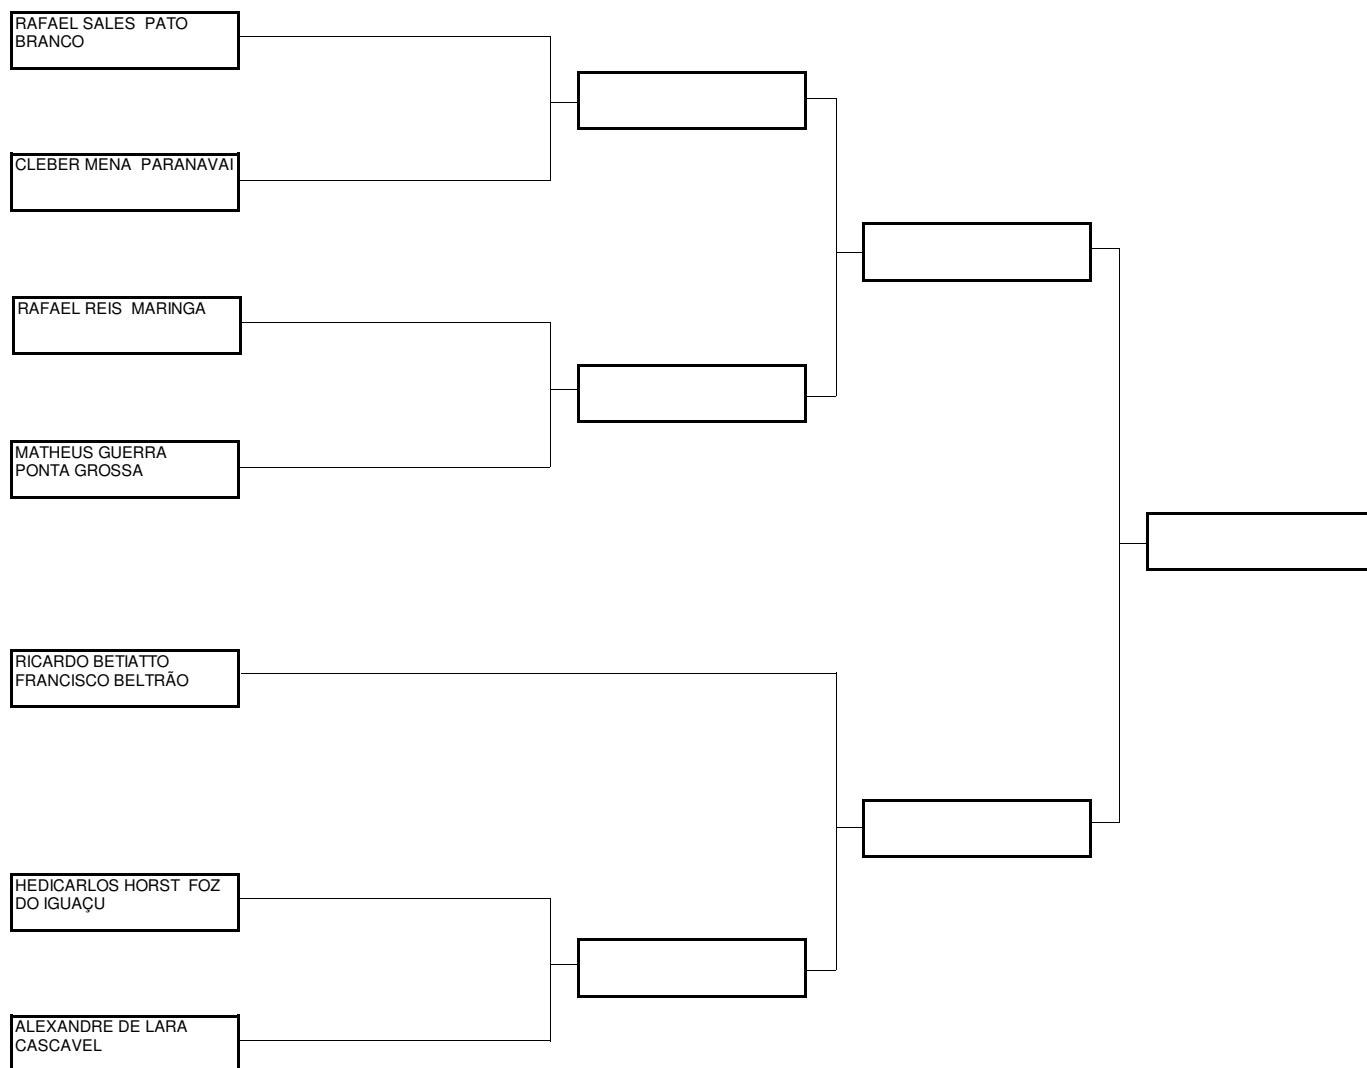 RAFAEL SALES  PATO
BRANCO
CLEBER MENA  PARANAVAI
RAFAEL REIS  MARINGA
MATHEUS GUERRA
PONTA GROSSA
RICARDO BETIATTO
FRANCISCO BELTRÃO
HEDICARLOS HORST  FOZ
DO IGUAÇU
ALEXANDRE DE LARA
CASCAVEL